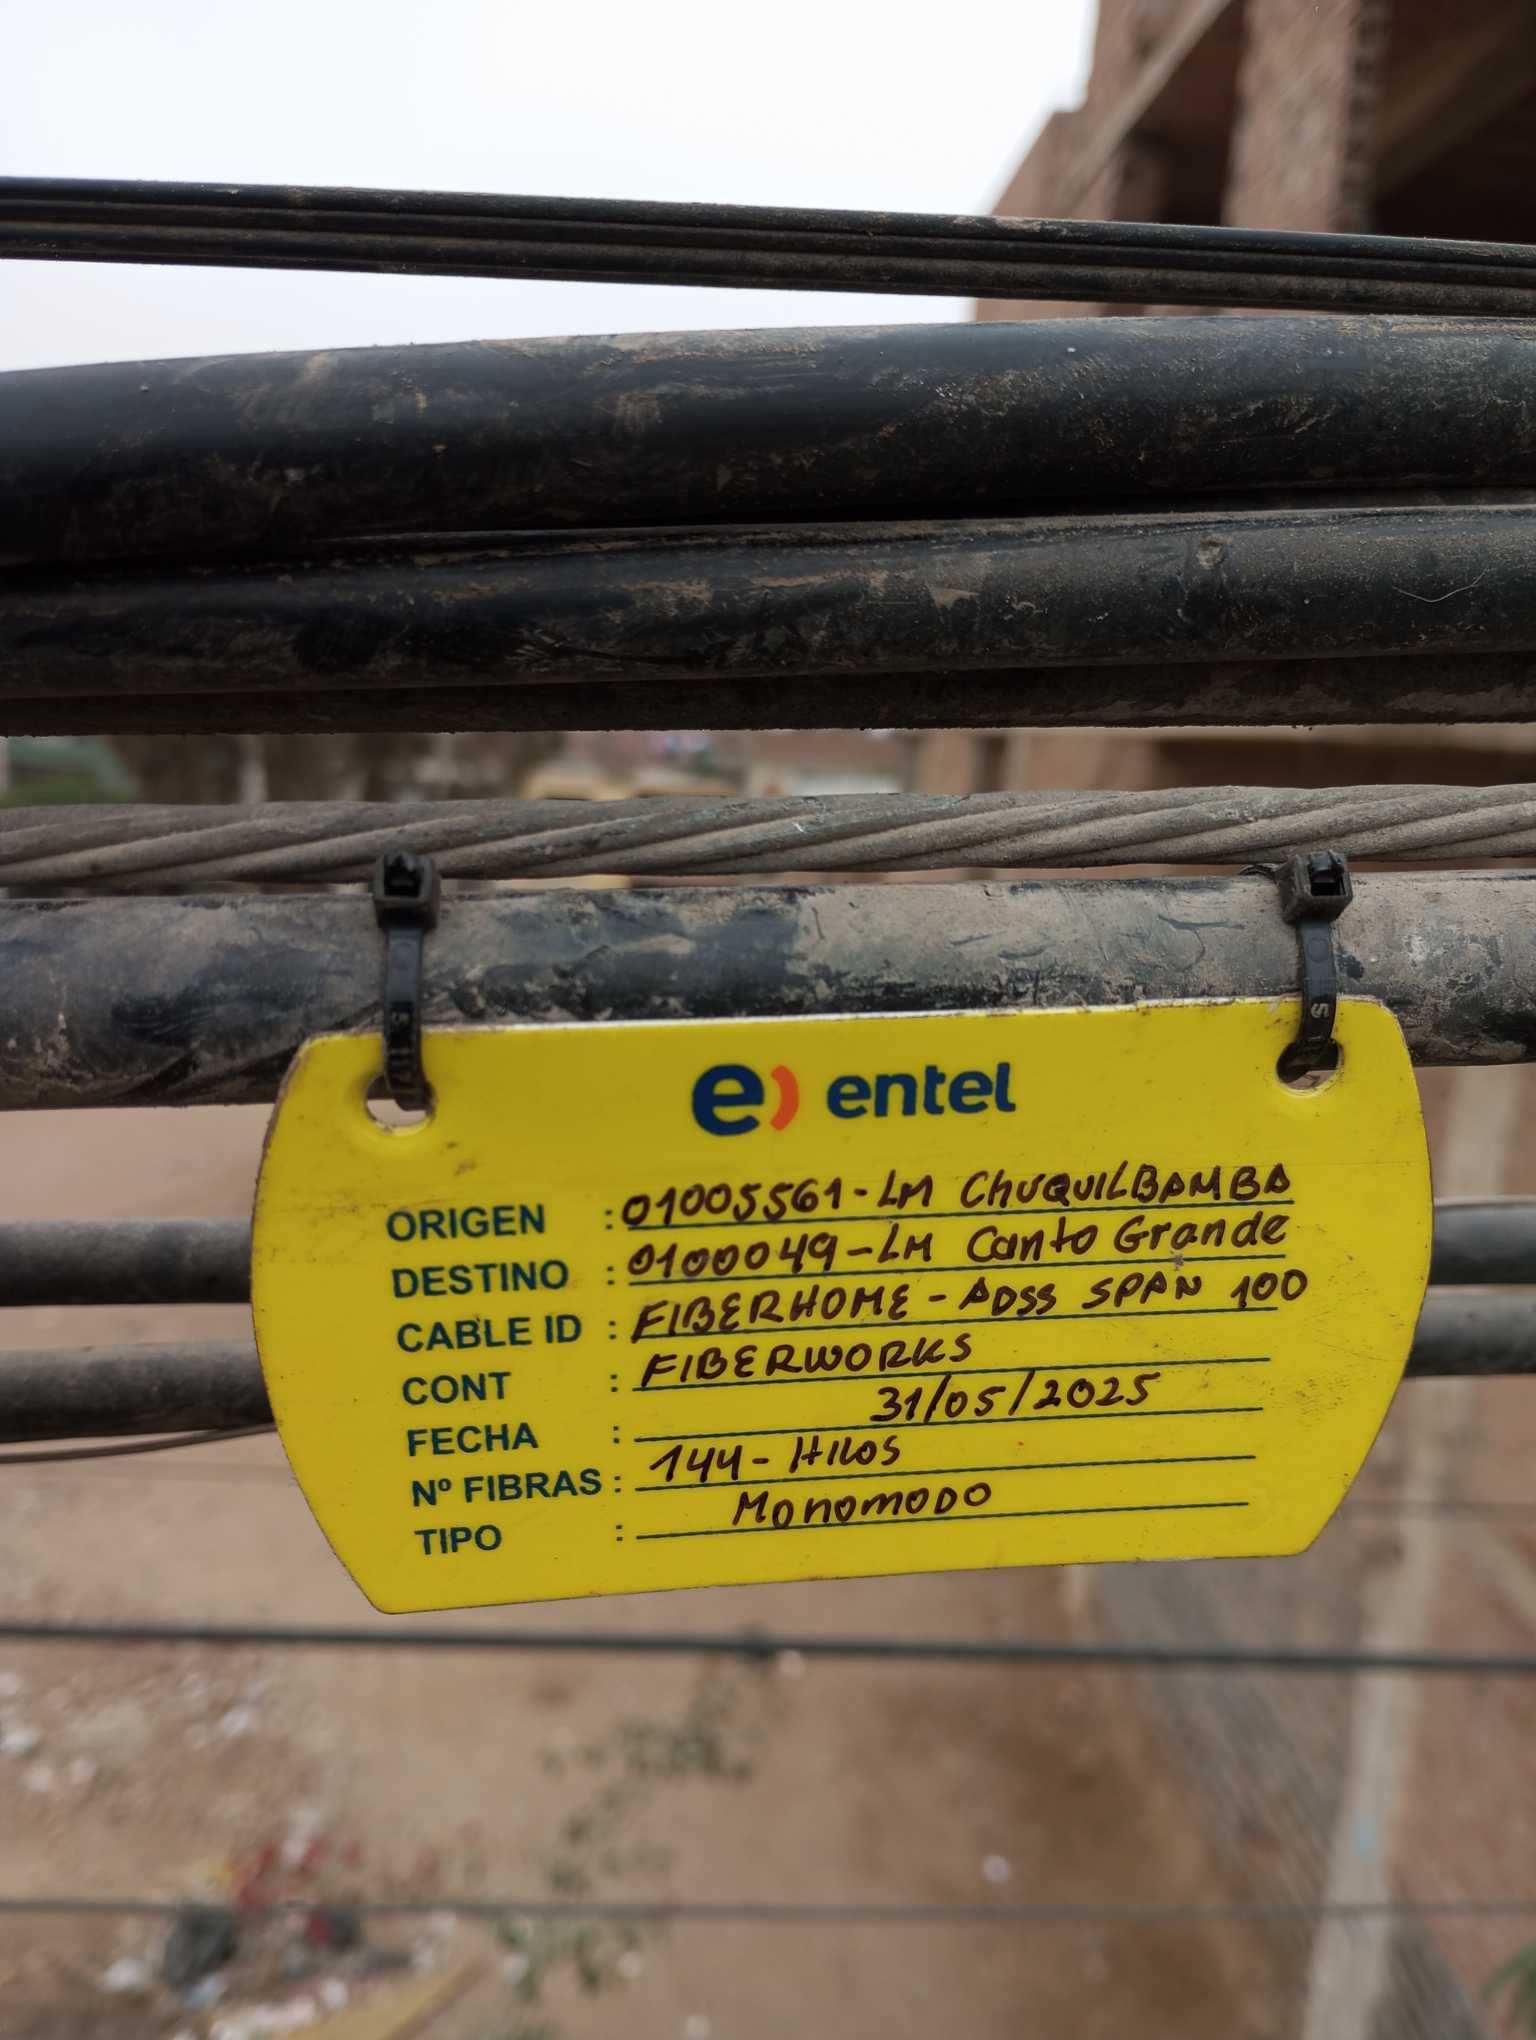 e) entel
ORIGEN : 01005561-LM ChUQUILBAMBA
DESTINO : 0100049-LM Canto Grande
CABLE ID : FIBERHOME - ADSS SPAN 100
CONT : FIBERWORKS
FECHA : 31/05/2025
Nº FIBRAS : 144- HILOS
TIPO : MONOMODO